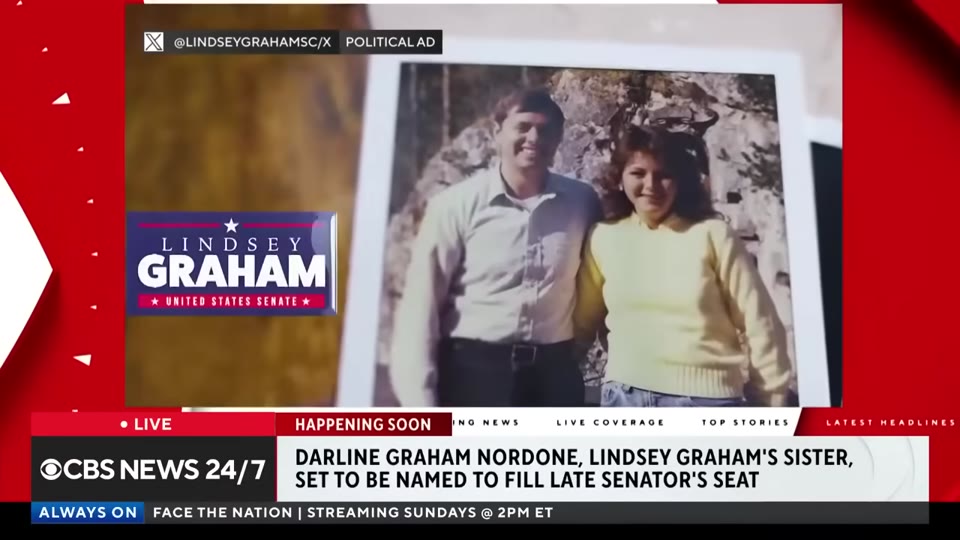 @LINDSEYGRAHAMSC/X
POLITICAL AD
LINDSEY
GRAHAM
UNITED STATES SENATE
LIVE
HAPPENING SOON
NG NEWS
LIVE COVERAGE
TOP STORIES
LATEST HEADLINES
CBS NEWS 24/7
DARLINE GRAHAM NORDONE, LINDSEY GRAHAM'S SISTER,
SET TO BE NAMED TO FILL LATE SENATOR'S SEAT
ALWAYS ON
FACE THE NATION | STREAMING SUNDAYS @ 2PM ET